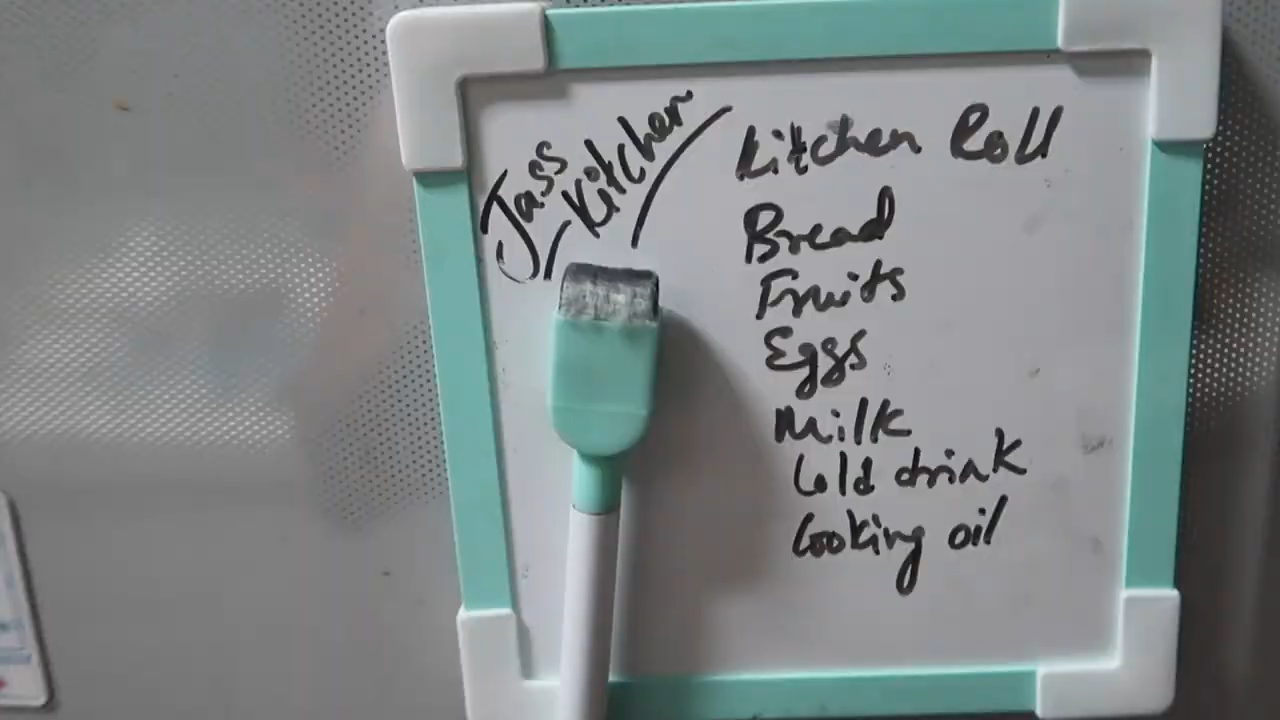 Jass
Kitchen
Kitchen Roll
Bread
Fruits
Eggs
Milk
Cold drink
Cooking oil